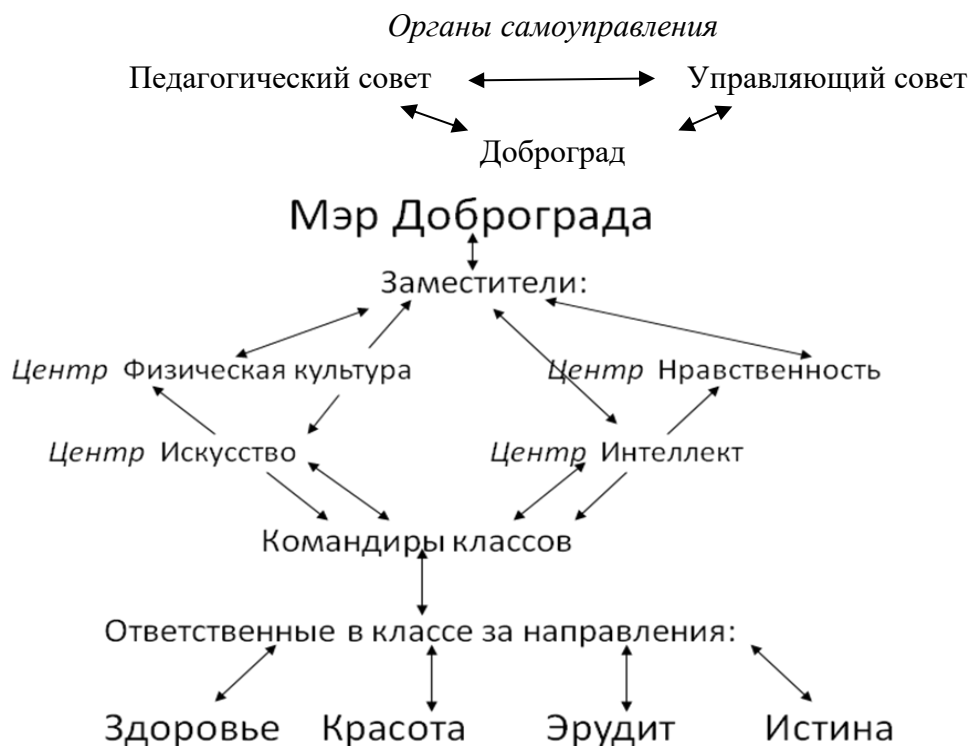 Органы самоуправления
Педагогический совет Управляющий совет
Доброград
Мэр Доброграда
Заместители:
Центр Физическая культура Центр Нравственность
Центр Искусство Центр Интеллект
Командиры классов
Ответственные в классе за направления:
Здоровье Красота Эрудит Истина